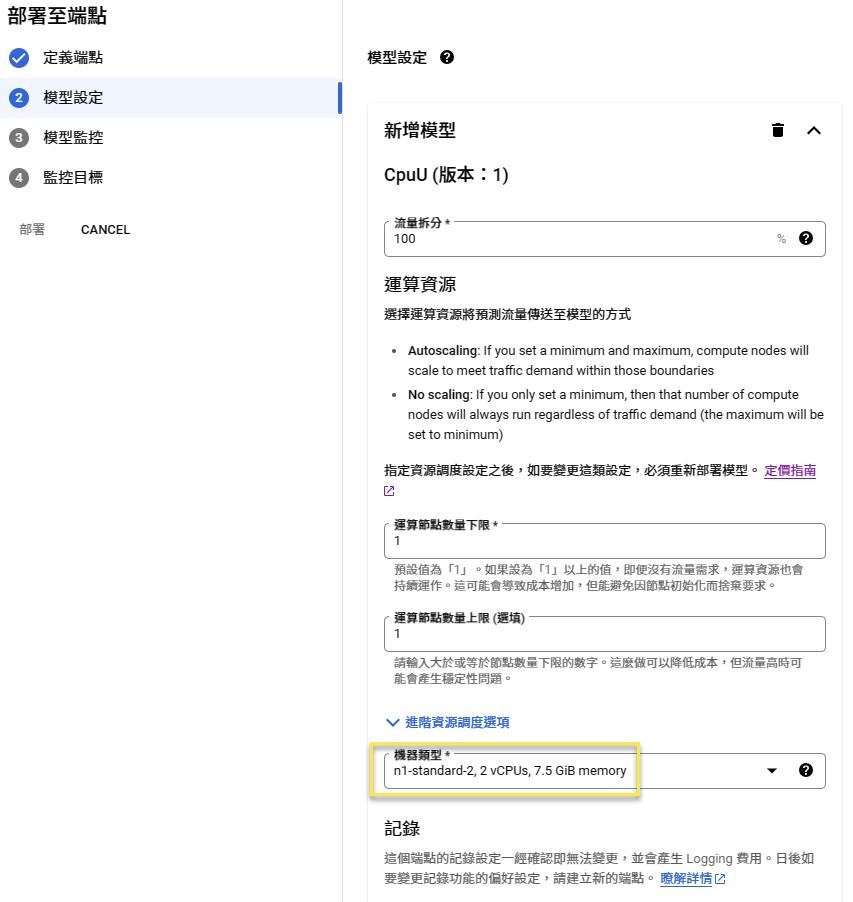 部署至端點
定義端點
2 模型設定
3 模型監控
4 監控目標
部署 CANCEL
模型設定
新增模型
CpuU (版本：1)
流量拆分 *
100 %
運算資源
選擇運算資源將預測流量傳送至模型的方式
• Autoscaling: If you set a minimum and maximum, compute nodes will
scale to meet traffic demand within those boundaries
• No scaling: If you only set a minimum, then that number of compute
nodes will always run regardless of traffic demand (the maximum will be
set to minimum)
指定資源調度設定之後，如要變更這類設定，必須重新部署模型。 定價指南
運算節點數量下限 *
1
預設值為「1」。如果設為「1」以上的值，即便沒有流量需求，運算資源也會
持續運作。這可能會導致成本增加，但能避免因節點初始化而捨棄要求。
運算節點數量上限 (選填)
1
請輸入大於或等於節點數量下限的數字。這麼做可以降低成本，但流量高時可
能會產生穩定性問題。
進階資源調度選項
機器類型 *
n1-standard-2, 2 vCPUs, 7.5 GiB memory
記錄
這個端點的記錄設定一經確認即無法變更，並會產生 Logging 費用。日後如
要變更記錄功能的偏好設定，請建立新的端點。 瞭解詳情